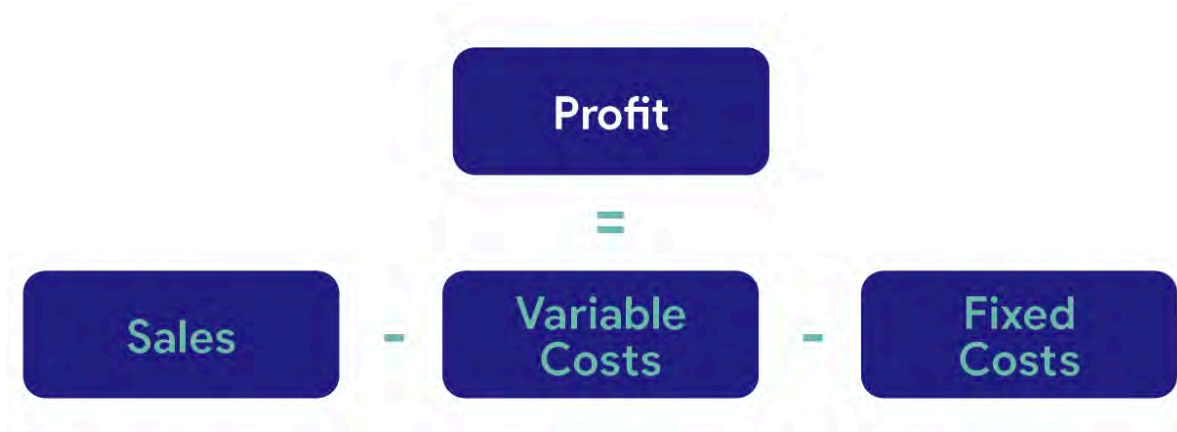 Profit
=
Sales - Variable Costs - Fixed Costs